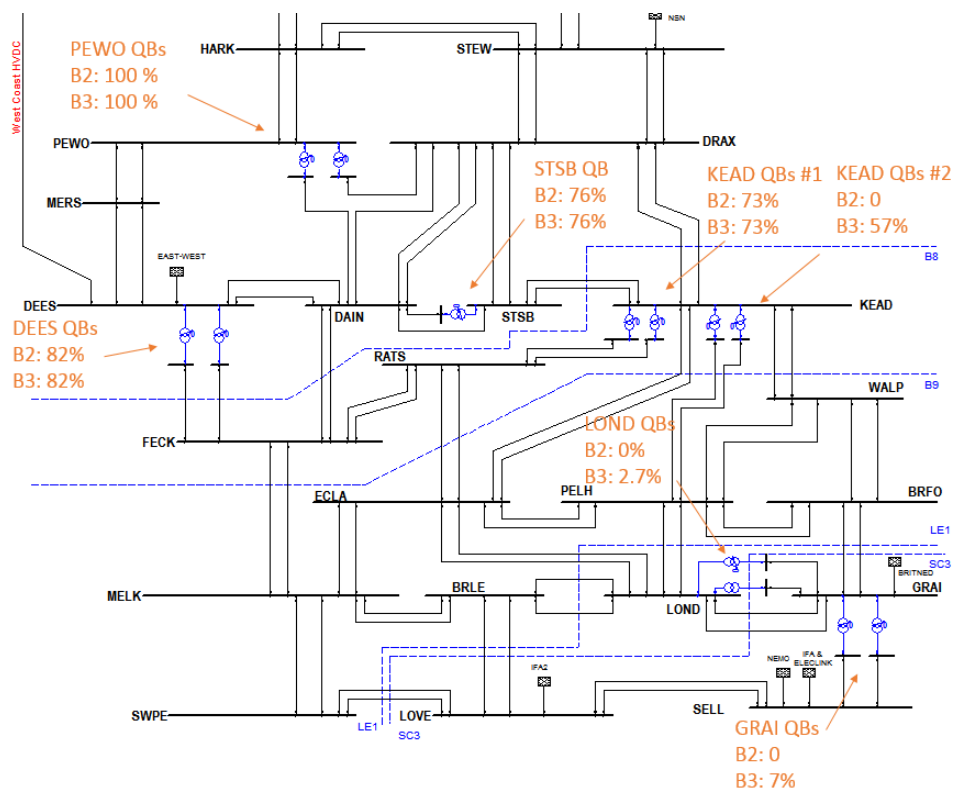 NSN
HARK
STEW
West Coast HVDC
PEWO QBs
B2: 100 %
B3: 100 %
PEWO
DRAX
STSB QB
B2: 76%
B3: 76%
KEAD QBs #1
B2: 73%
B3: 73%
KEAD QBs #2
B2: 0
B3: 57%
MERS
EAST-WEST
B8
DEES
DAIN
STSB
KEAD
DEES QBs
B2: 82%
B3: 82%
RATS
B9
WALP
FECK
LOND QBs
B2: 0%
B3: 2.7%
ECLA
PELH
BRFO
LE1
SC3
BRITNED
MELK
BRLE
LOND
GRAI
IFA2
NEMO
IFA &
ELECLINK
SWPE
LOVE
SELL
LE1
SC3
GRAI QBs
B2: 0
B3: 7%